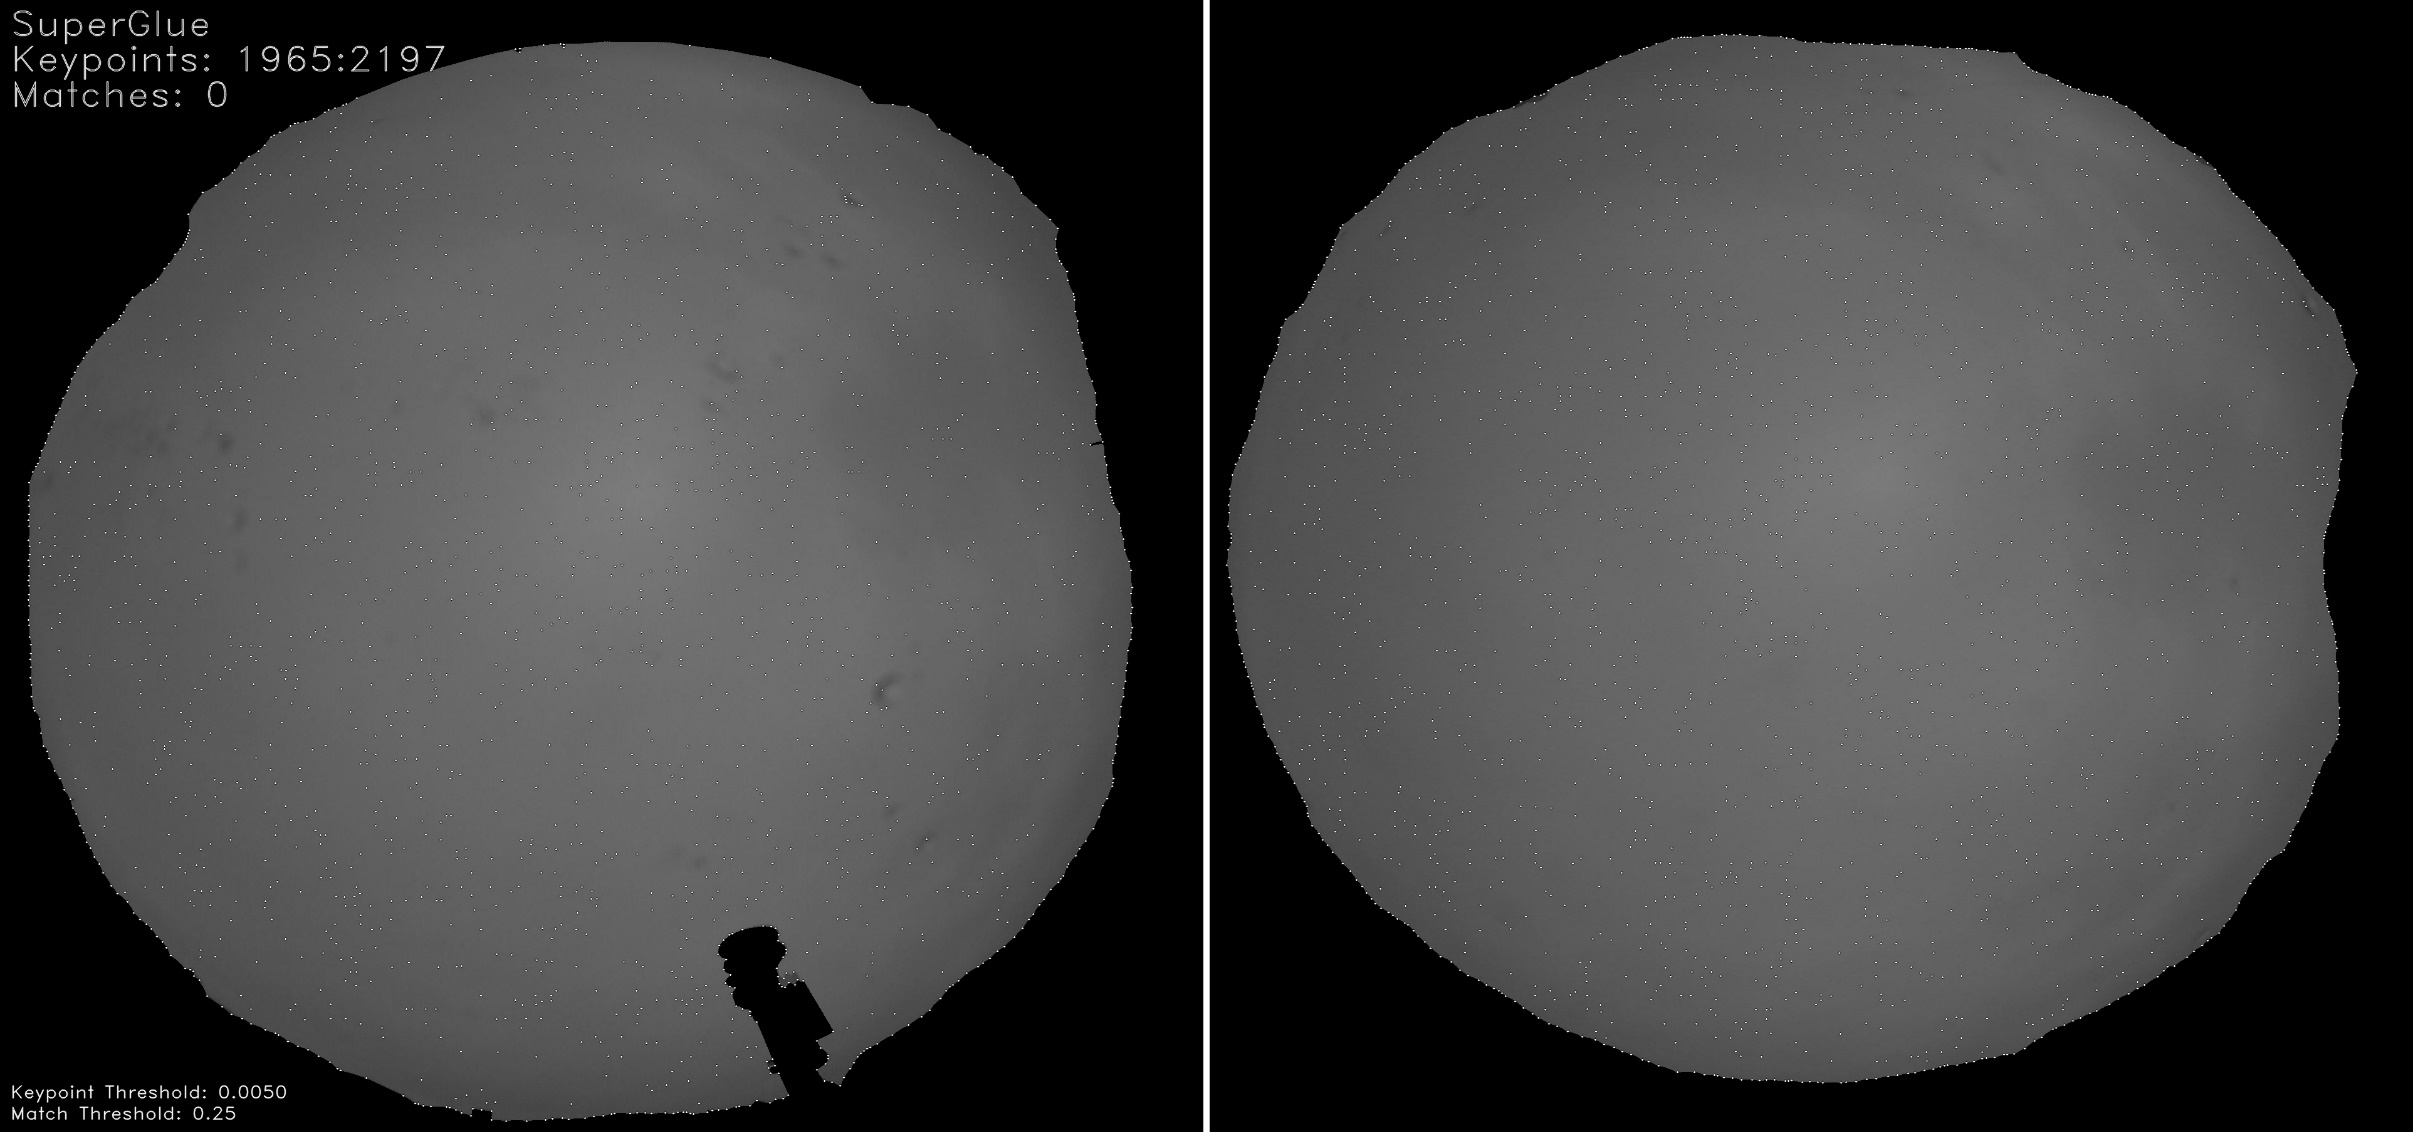 SuperGlue
Keypoints: 1965:2197
Matches: 0
Keypoint Threshold: 0.0050
Match Threshold: 0.25